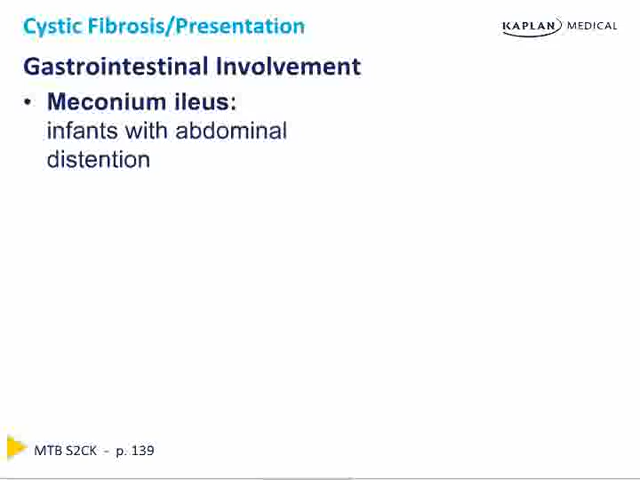 Cystic Fibrosis/Presentation
KAPLAN MEDICAL
Gastrointestinal Involvement
• Meconium ileus:
infants with abdominal
distention
MTB S2CK - p. 139